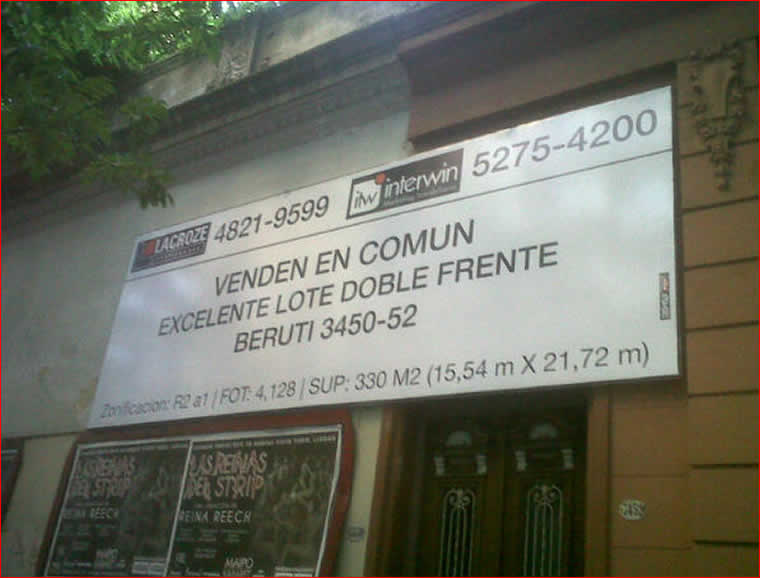 LACROZE 4821-9599 itw interwin 5275-4200
VENDEN EN COMUN
EXCELENTE LOTE DOBLE FRENTE
BERUTI 3450-52
Zonificacion: R2 a1 / FOT: 4,128 | SUP: 330 M2 (15,54 m X 21,72 m)
LAS REINAS
DEL STRIP
REINA REECH
LAS REINAS
DEL STRIP
REINA REECH
MAIPO